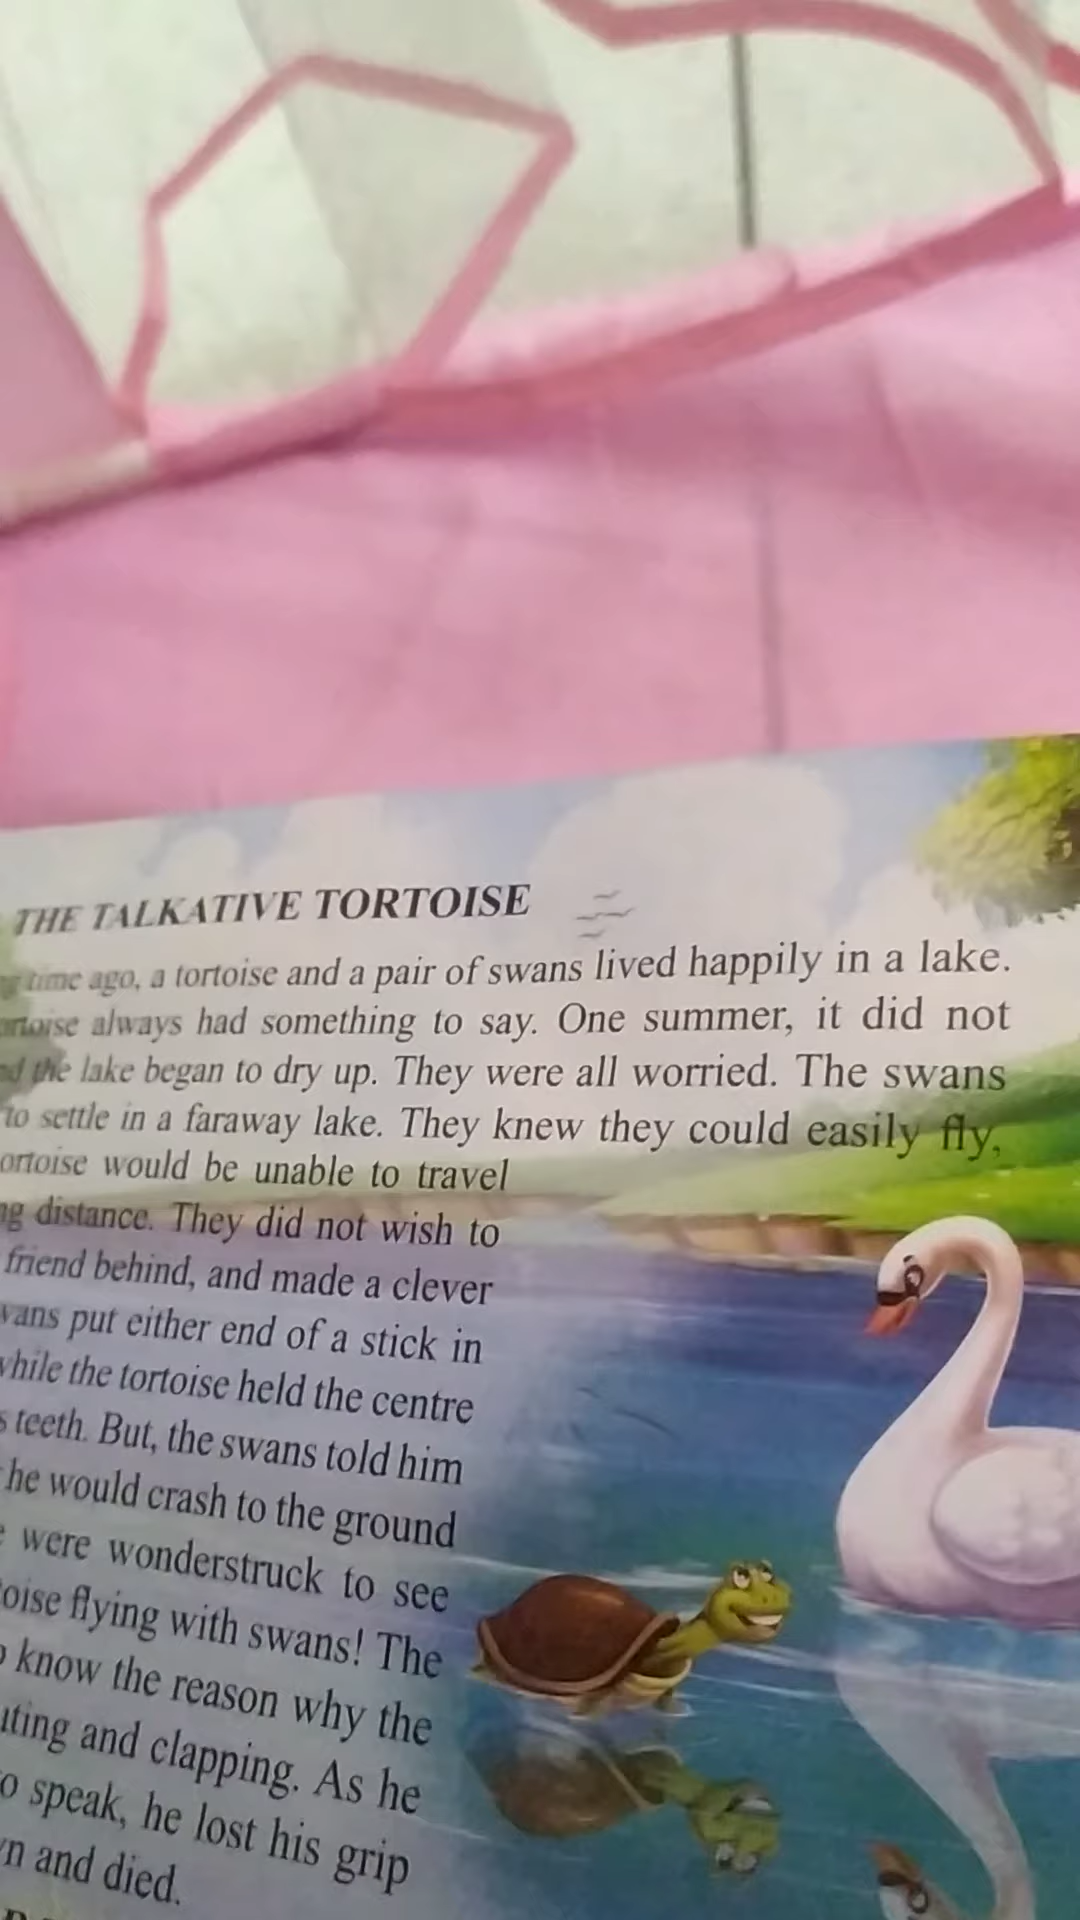 THE TALKATIVE TORTOISE
time ago, a tortoise and a pair of swans lived happily in a lake.
always had something to say. One summer, it did not
the lake began to dry up. They were all worried. The swans
to settle in a faraway lake. They knew they could easily fly,
would be unable to travel
distance. They did not wish to
friend behind, and made a clever
put either end of a stick in
while the tortoise held the centre
teeth. But, the swans told him
he would crash to the ground
were wonderstruck to see
flying with swans! The
know the reason why the
and clapping. As he
speak, he lost his grip
and died.